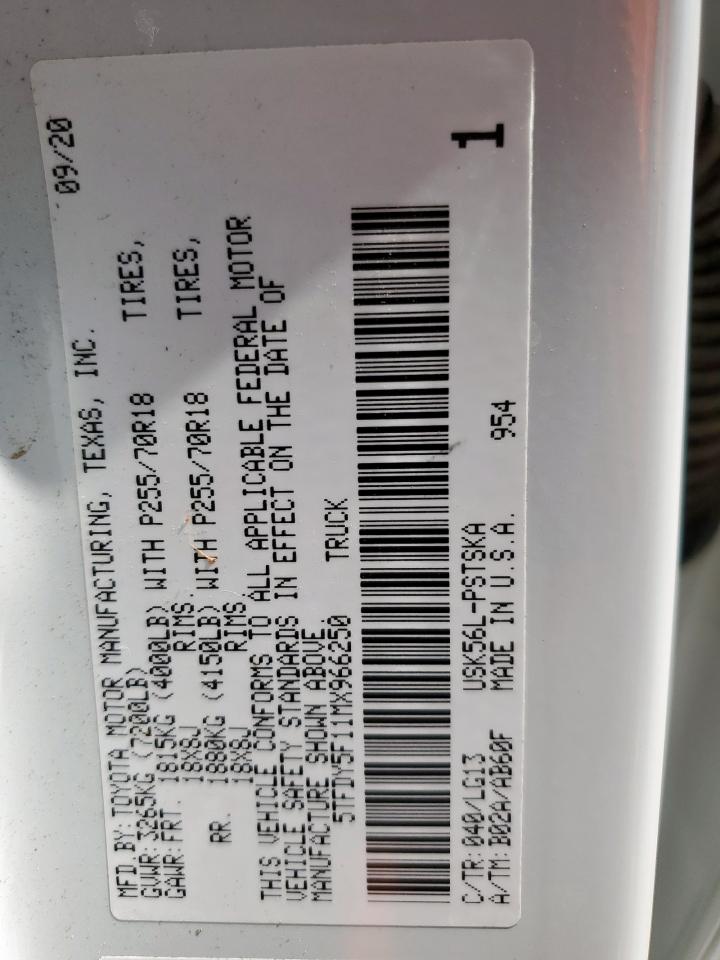 09/20
MFD. BY: TOYOTA MOTOR MANUFACTURING, TEXAS, INC.
GVWR: 3265KG (7200LB)
GAWR: FRT. 1815KG (4000LB) WITH P255/70R18 TIRES,
18X8J RIMS.
RR. 1880KG (4150LB) WITH P255/70R18 TIRES,
18X8J RIMS
THIS VEHICLE CONFORMS TO ALL APPLICABLE FEDERAL MOTOR
VEHICLE SAFETY STANDARDS IN EFFECT ON THE DATE OF
MANUFACTURE SHOWN ABOVE
5TFDY5F11MX966250 TRUCK
C/TR: 040/LG13 USK56L-PSTSKA 1
A/TM: B02A/AB60F MADE IN U.S.A. 954